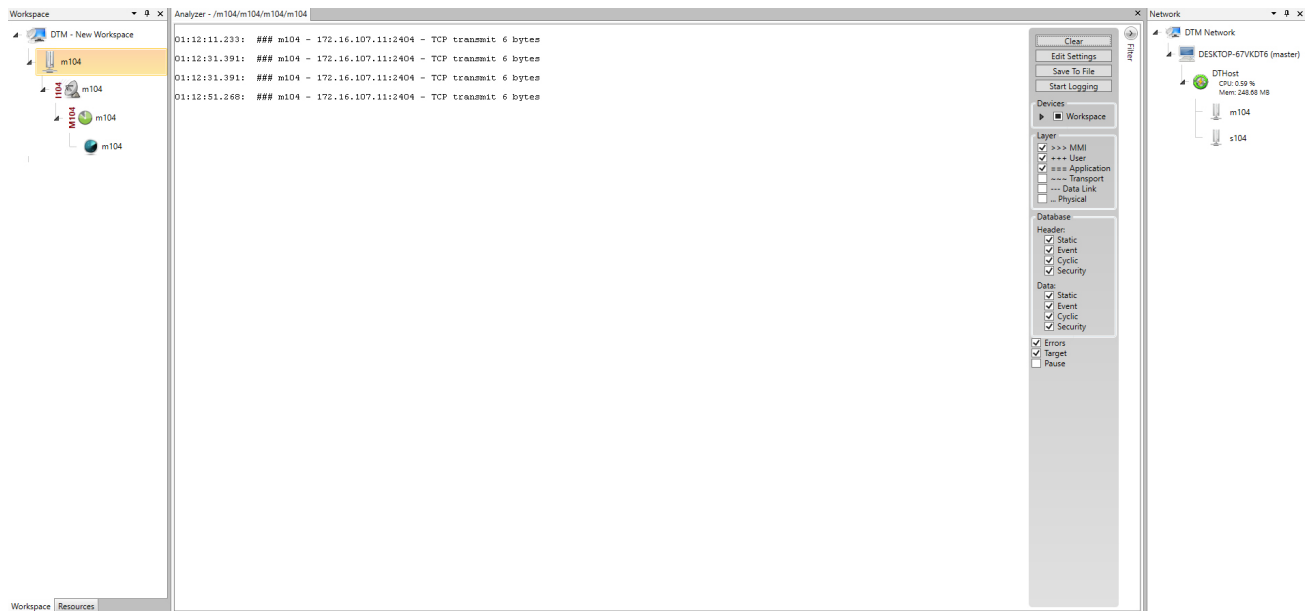 Workspace
DTM - New Workspace
m104
I104 m104
M104 m104
m104
Workspace Resources
Analyzer - /m104/m104/m104/m104
01:12:11.233: ### m104 - 172.16.107.11:2404 - TCP transmit 6 bytes
01:12:31.391: ### m104 - 172.16.107.11:2404 - TCP transmit 6 bytes
01:12:31.391: ### m104 - 172.16.107.11:2404 - TCP transmit 6 bytes
01:12:51.268: ### m104 - 172.16.107.11:2404 - TCP transmit 6 bytes
Clear
Edit Settings
Save To File
Start Logging
Devices
Workspace
Layer
>>> MMI
+++ User
=== Application
~~~ Transport
--- Data Link
... Physical
Database
Header:
Static
Event
Cyclic
Security
Data:
Static
Event
Cyclic
Security
Errors
Target
Pause
Filter
Network
DTM Network
DESKTOP-67VKDT6 (master)
DTHost
CPU: 0.59 %
Mem: 248.68 MB
m104
s104